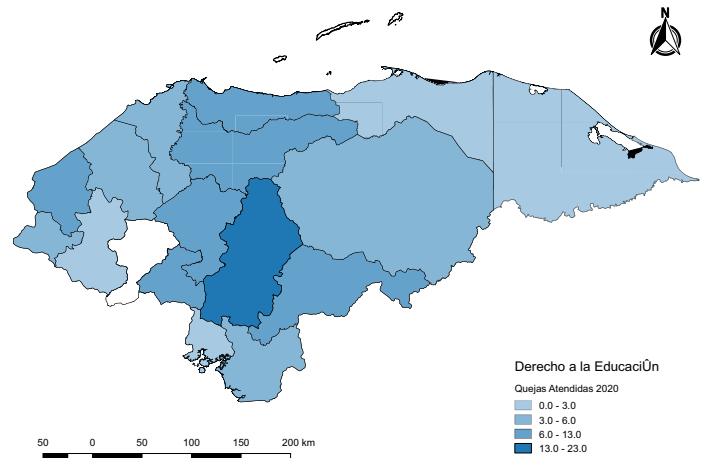 N
Derecho a la EducaciÛn
Quejas Atendidas 2020
0.0 - 3.0
3.0 - 6.0
6.0 - 13.0
13.0 - 23.0
50 0 50 100 150 200 km